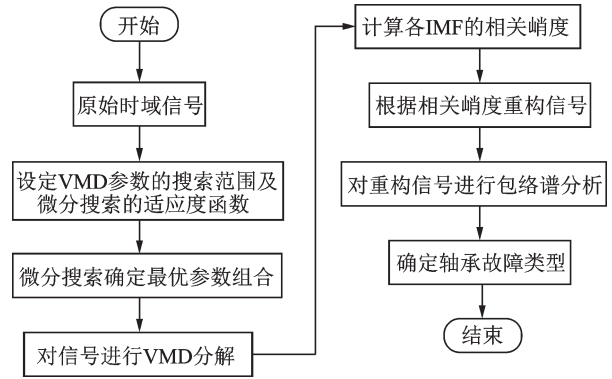 开始
原始时域信号
设定VMD参数的搜索范围及
微分搜索的适应度函数
微分搜索确定最优参数组合
对信号进行VMD分解
计算各IMF的相关峭度
根据相关峭度重构信号
对重构信号进行包络谱分析
确定轴承故障类型
结束